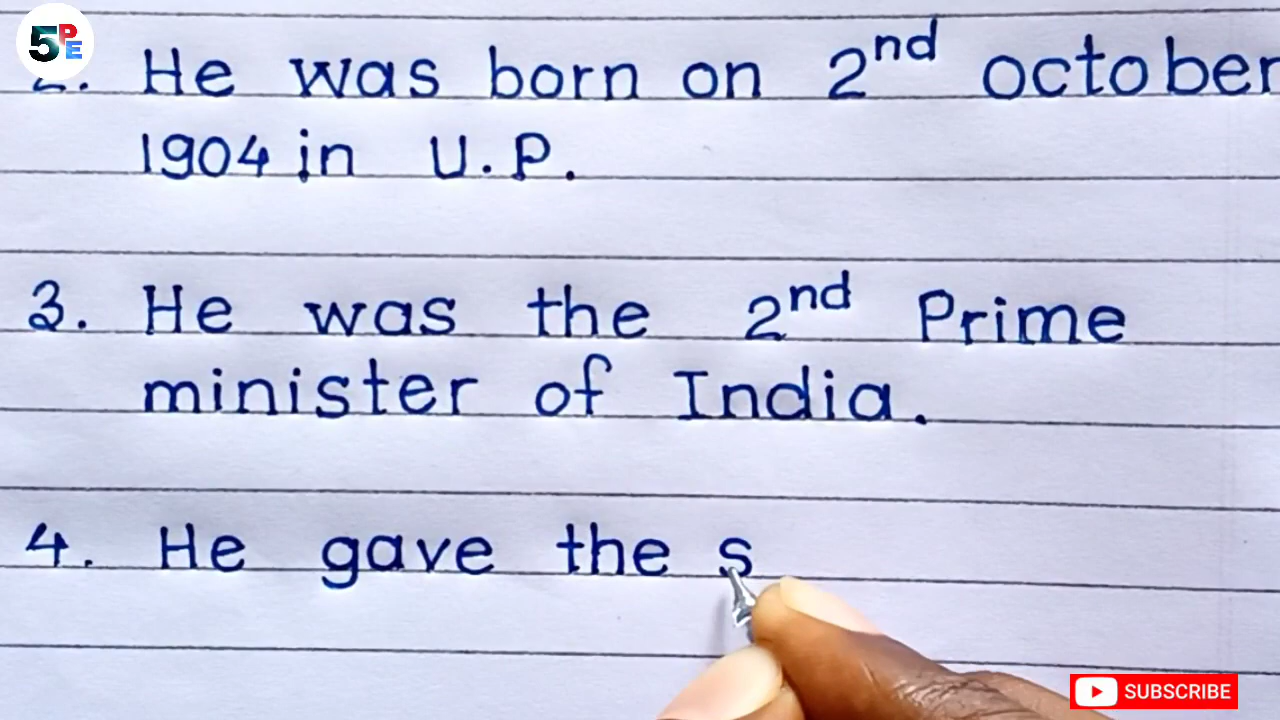 5PE
2. He was born on 2nd october
1904 in U.P.
3. He was the 2nd Prime
minister of India.
4. He gave the s
SUBSCRIBE